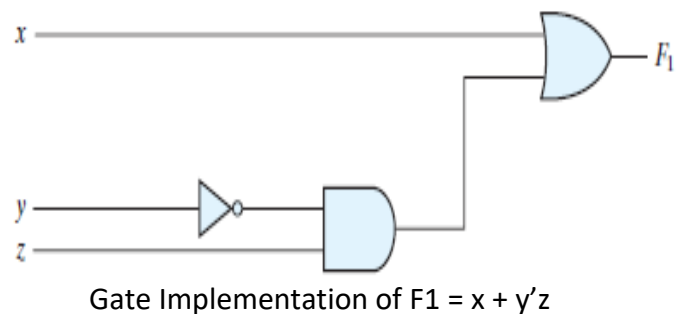 x
F₁
y
z
Gate Implementation of F1 = x + y’z